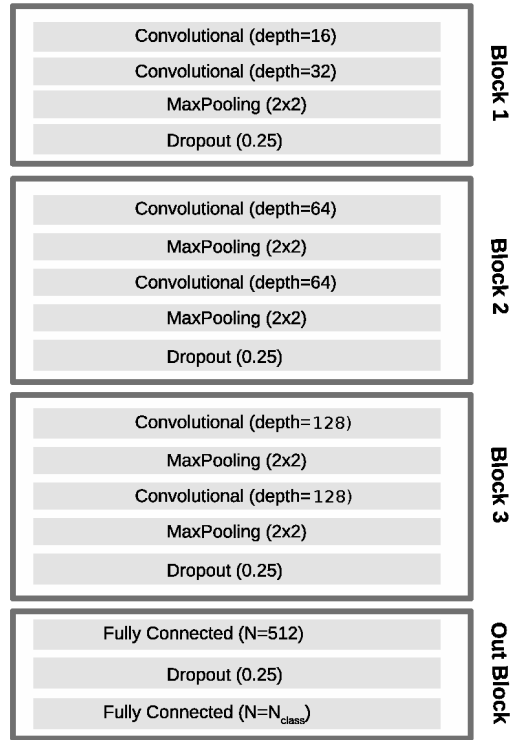 Convolutional (depth=16)
Convolutional (depth=32)
MaxPooling (2x2)
Dropout (0.25)
Block 1
Convolutional (depth=64)
MaxPooling (2x2)
Convolutional (depth=64)
MaxPooling (2x2)
Dropout (0.25)
Block 2
Convolutional (depth=128)
MaxPooling (2x2)
Convolutional (depth=128)
MaxPooling (2x2)
Dropout (0.25)
Block 3
Fully Connected (N=512)
Dropout (0.25)
Fully Connected (N=Nclass)
Out Block